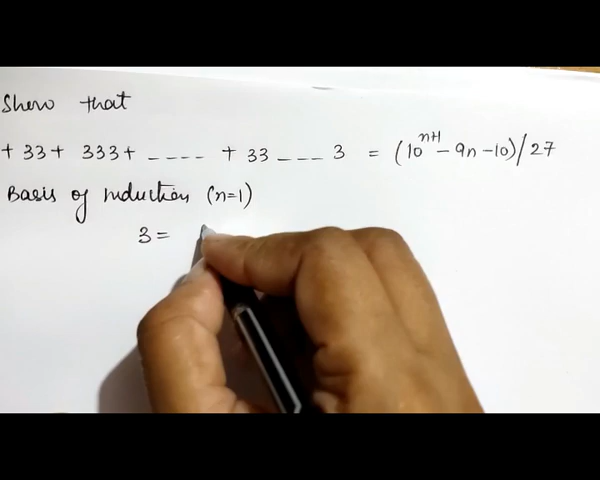 Show that
+ 33 + 333 + ---- + 33 --- 3 = (10^{n+1} - 9n - 10)/27
Basis of Induction (n=1)
3 =